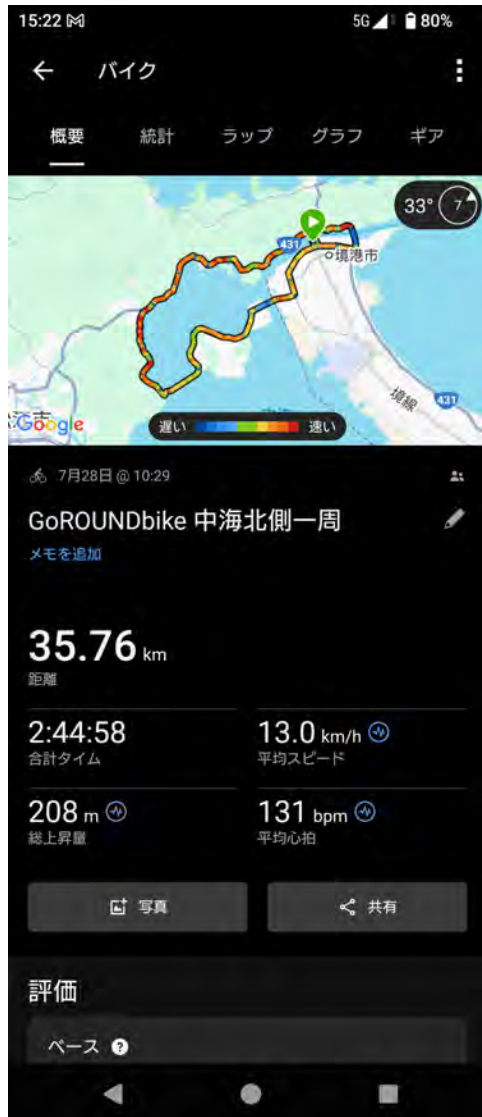 15:22 5G 80%
バイク
概要 統計 ラップ グラフ ギア
33° 7
431
境港市
境線 431
Google
遅い 速い
7月28日 @ 10:29
GoROUNDbike 中海北側一周
メモを追加
35.76 km
距離
2:44:58 13.0 km/h
合計タイム 平均スピード
208 m 131 bpm
総上昇量 平均心拍
写真 共有
評価
ベース ?